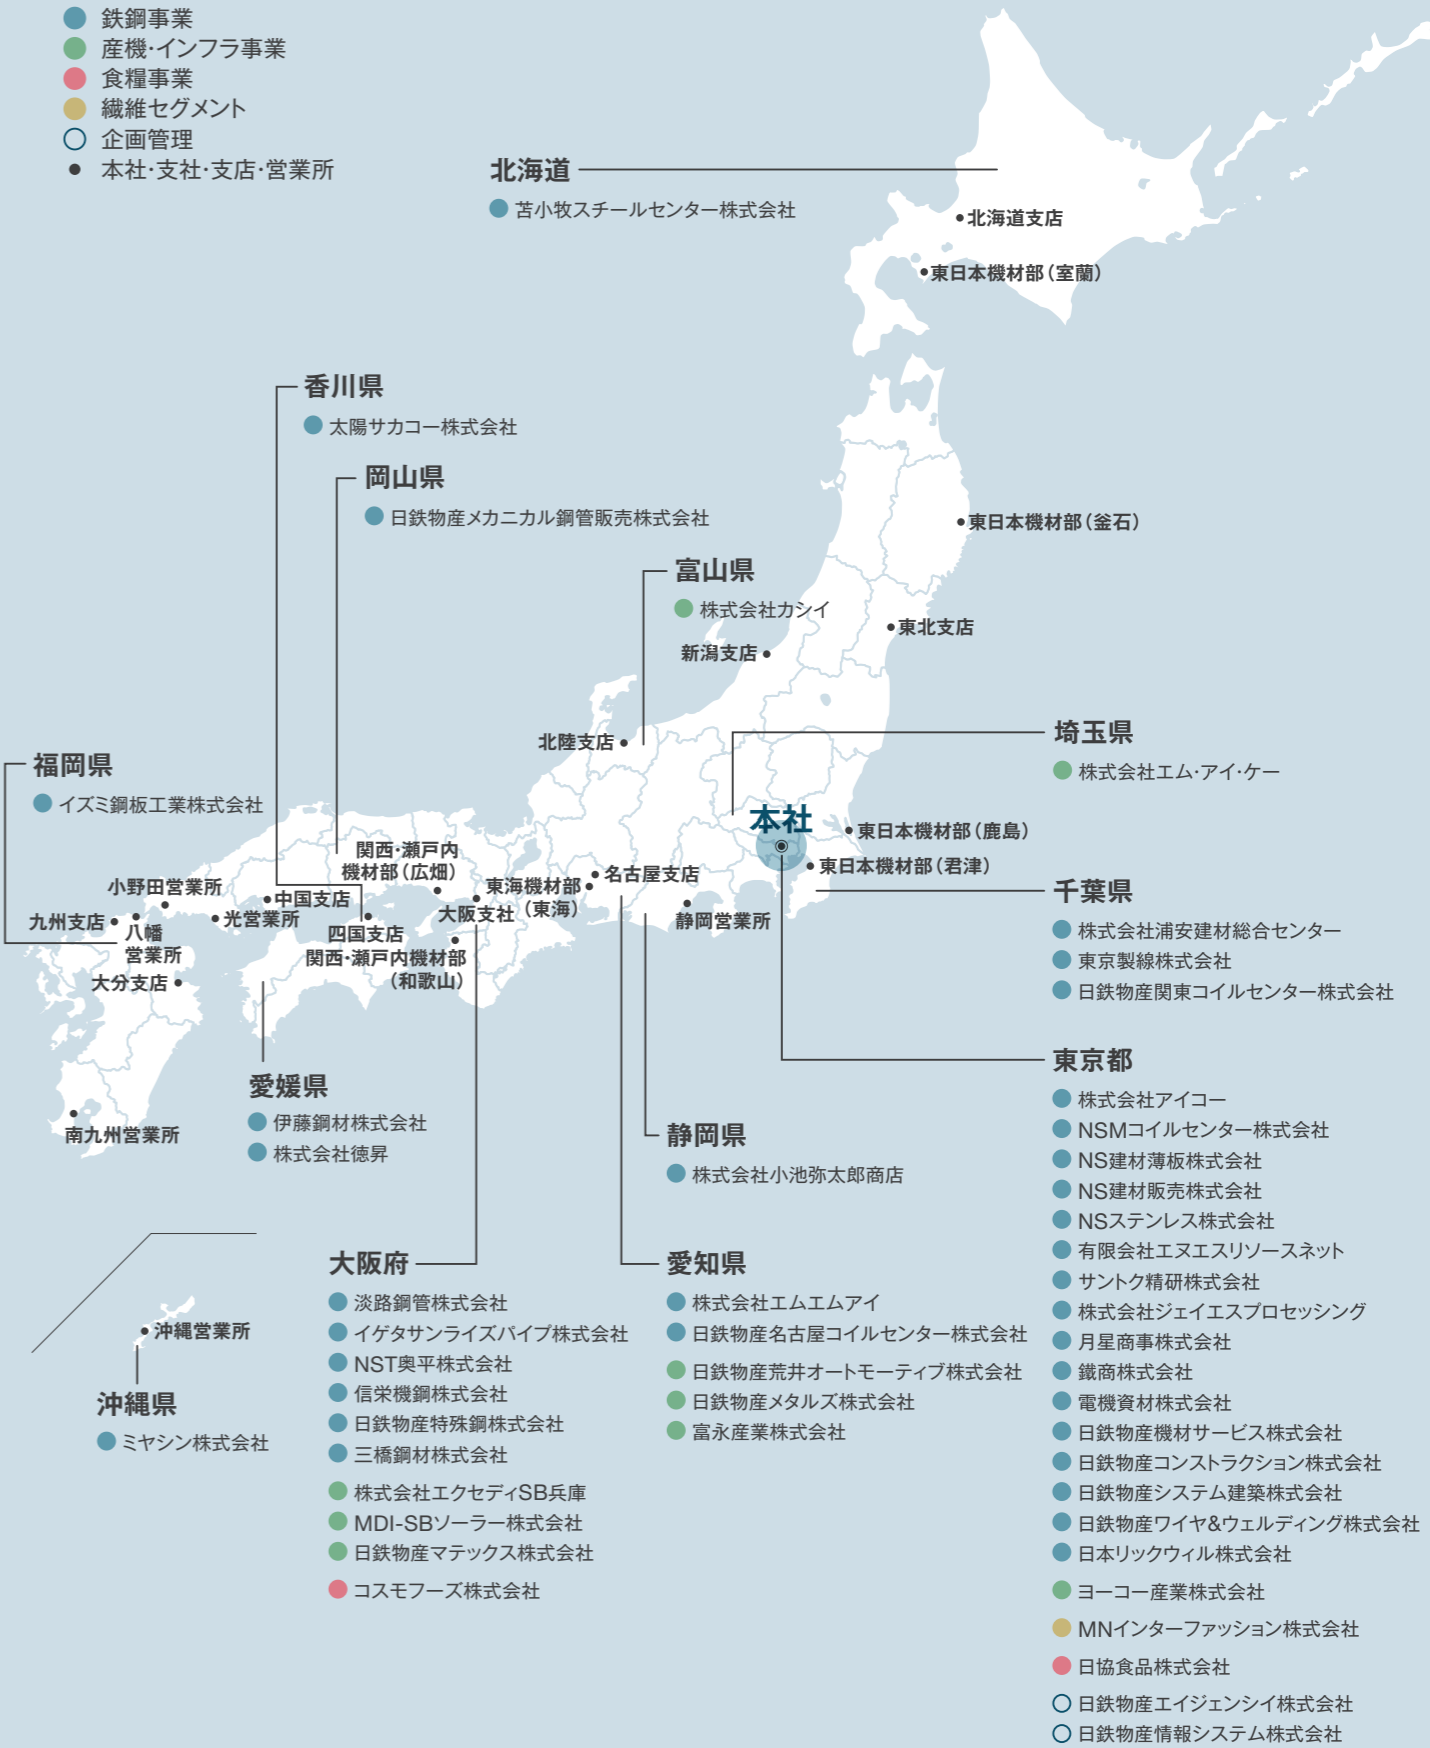 鉄鋼事業
産機・インフラ事業
食糧事業
繊維セグメント
企画管理
本社・支社・支店・営業所
北海道
苫小牧スチールセンター株式会社
北海道支店
東日本機材部（室蘭）
香川県
太陽サカコー株式会社
岡山県
日鉄物産メカニカル鋼管販売株式会社
東日本機材部（釜石）
富山県
株式会社カシイ
東北支店
新潟支店
北陸支店
埼玉県
株式会社エム・アイ・ケー
福岡県
イズミ鋼板工業株式会社
本社
東日本機材部（鹿島）
東日本機材部（君津）
関西・瀬戸内
機材部（広畑）
名古屋支店
東海機材部
（東海）
小野田営業所
中国支店
大阪支社
静岡営業所
九州支店
八幡
営業所
光営業所
四国支店
関西・瀬戸内機材部
（和歌山）
大分支店
千葉県
株式会社浦安建材総合センター
東京製線株式会社
日鉄物産関東コイルセンター株式会社
南九州営業所
愛媛県
伊藤鋼材株式会社
株式会社徳昇
静岡県
株式会社小池弥太郎商店
東京都
株式会社アイコー
NSMコイルセンター株式会社
NS建材薄板株式会社
NS建材販売株式会社
NSステンレス株式会社
有限会社エヌエスリソースネット
サントク精研株式会社
株式会社ジェイエスプロセッシング
月星商事株式会社
鐵商株式会社
電機資材株式会社
日鉄物産機材サービス株式会社
日鉄物産コンストラクション株式会社
日鉄物産システム建築株式会社
日鉄物産ワイヤ&ウェルディング株式会社
日本リックウィル株式会社
ヨーコー産業株式会社
MNインターファッション株式会社
日協食品株式会社
日鉄物産エイジェンシイ株式会社
日鉄物産情報システム株式会社
大阪府
淡路鋼管株式会社
イゲタサンライズパイプ株式会社
NST奥平株式会社
信栄機鋼株式会社
日鉄物産特殊鋼株式会社
三橋鋼材株式会社
株式会社エクセディSB兵庫
MDI-SBソーラー株式会社
日鉄物産マテックス株式会社
コスモフーズ株式会社
愛知県
株式会社エムエムアイ
日鉄物産名古屋コイルセンター株式会社
日鉄物産荒井オートモーティブ株式会社
日鉄物産メタルズ株式会社
富永産業株式会社
沖縄営業所
沖縄県
ミヤシン株式会社